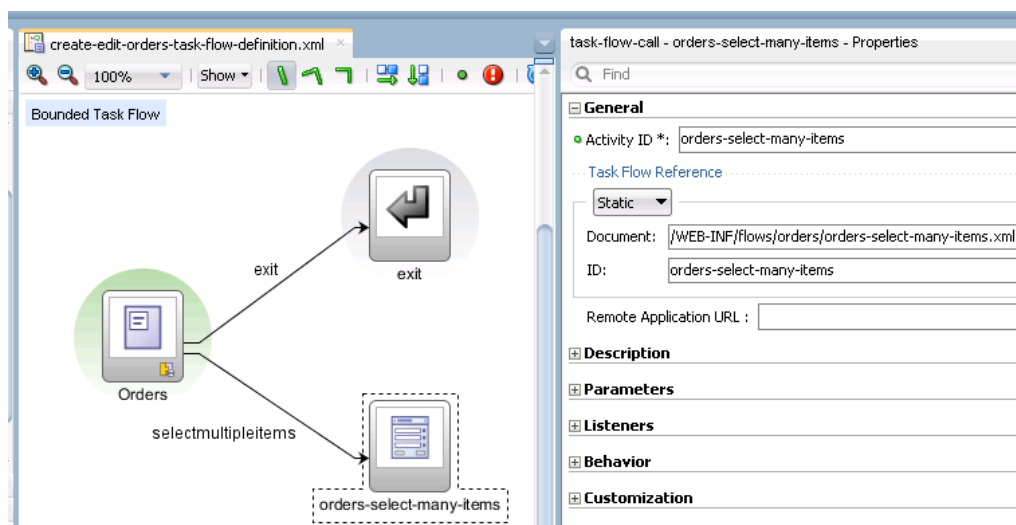 create-edit-orders-task-flow-definition.xml
100%
Show
Bounded Task Flow
exit
exit
Orders
selectmultipleitems
orders-select-many-items
task-flow-call - orders-select-many-items - Properties
Find
General
Activity ID *: orders-select-many-items
Task Flow Reference
Static
Document: /WEB-INF/flows/orders/orders-select-many-items.xml
ID: orders-select-many-items
Remote Application URL :
Description
Parameters
Listeners
Behavior
Customization